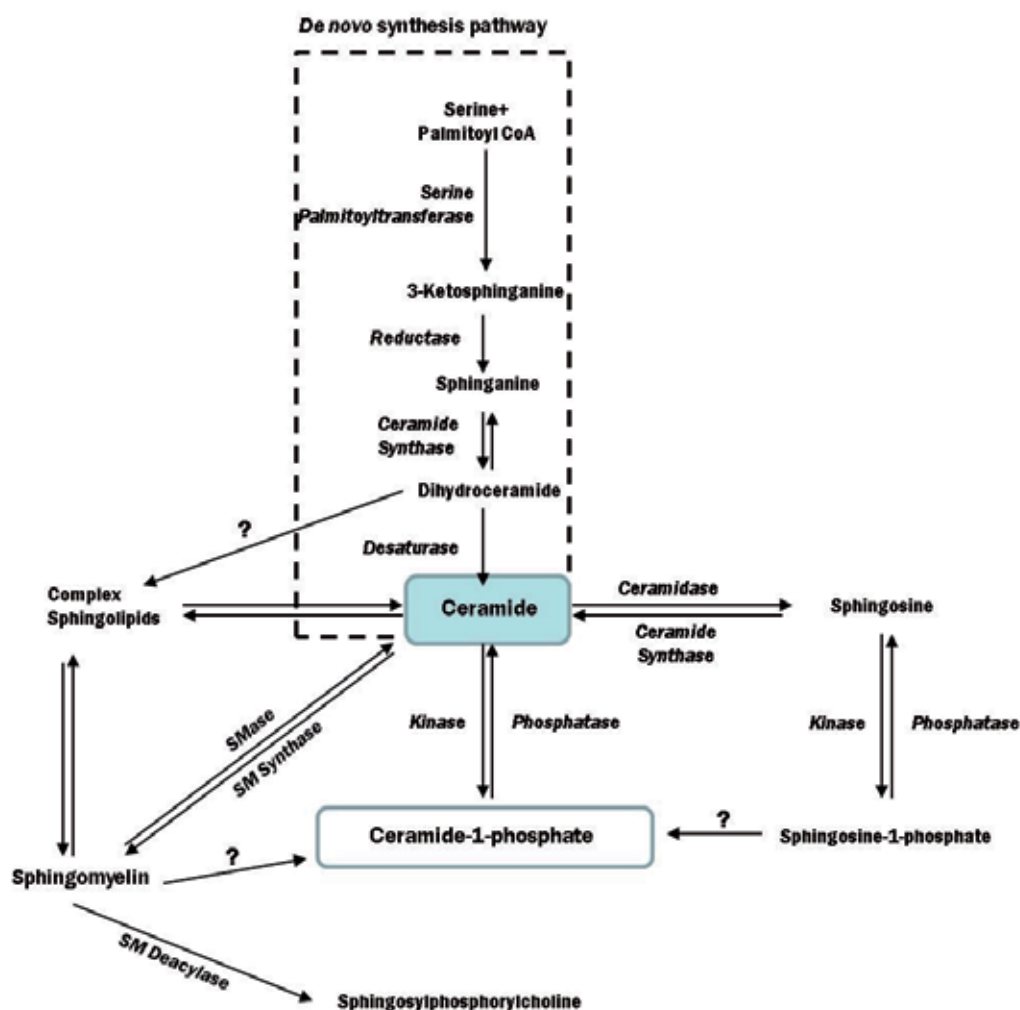 De novo synthesis pathway
Serine+
Palmitoyl CoA
Serine
Palmitoyltransferase
3-Ketosphinganine
Reductase
Sphinganine
Ceramide
Synthase
Dihydroceramide
?
Desaturase
Complex
Sphingolipids
Ceramide
Ceramidase
Sphingosine
Ceramide
Synthase
SMase
SM Synthase
Kinase
Phosphatase
Kinase
Phosphatase
Ceramide-1-phosphate
?
Sphingosine-1-phosphate
Sphingomyelin
?
SM Deacylase
Sphingosylphosphorylcholine